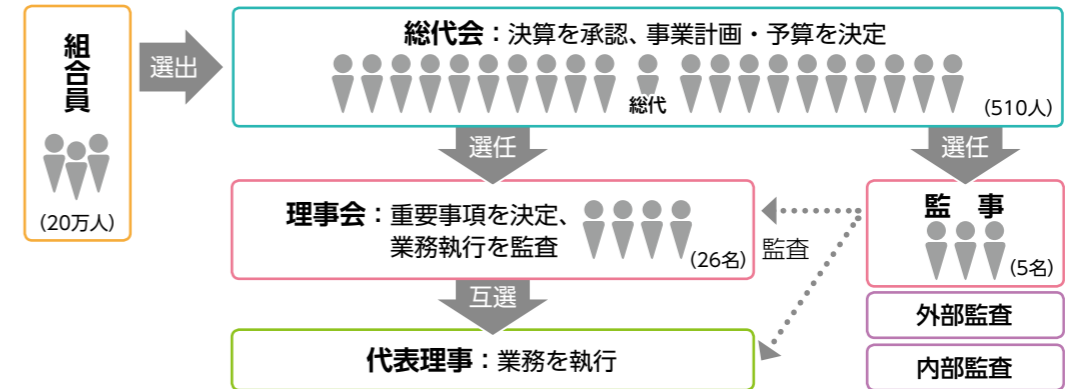 組合員
(20万人)
選出
総代会：決算を承認、事業計画・予算を決定
総代
(510人)
選任
選任
理事会：重要事項を決定、
業務執行を監査
(26名)
監査
監　事
(5名)
外部監査
内部監査
互選
代表理事：業務を執行